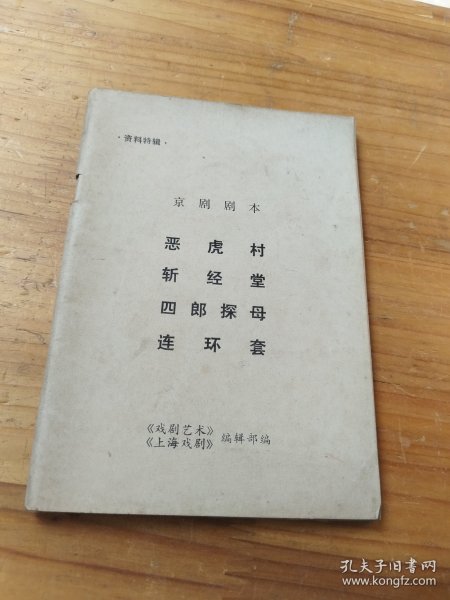 ·资料特辑·
京剧剧本
恶虎村
斩经堂
四郎探母
连环套
《戏剧艺术》
《上海戏剧》 编辑部编
孔夫子旧书网
www.kongfz.com